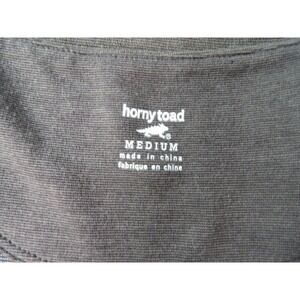 horny toad
MEDIUM
made in china
fabriqué en chine